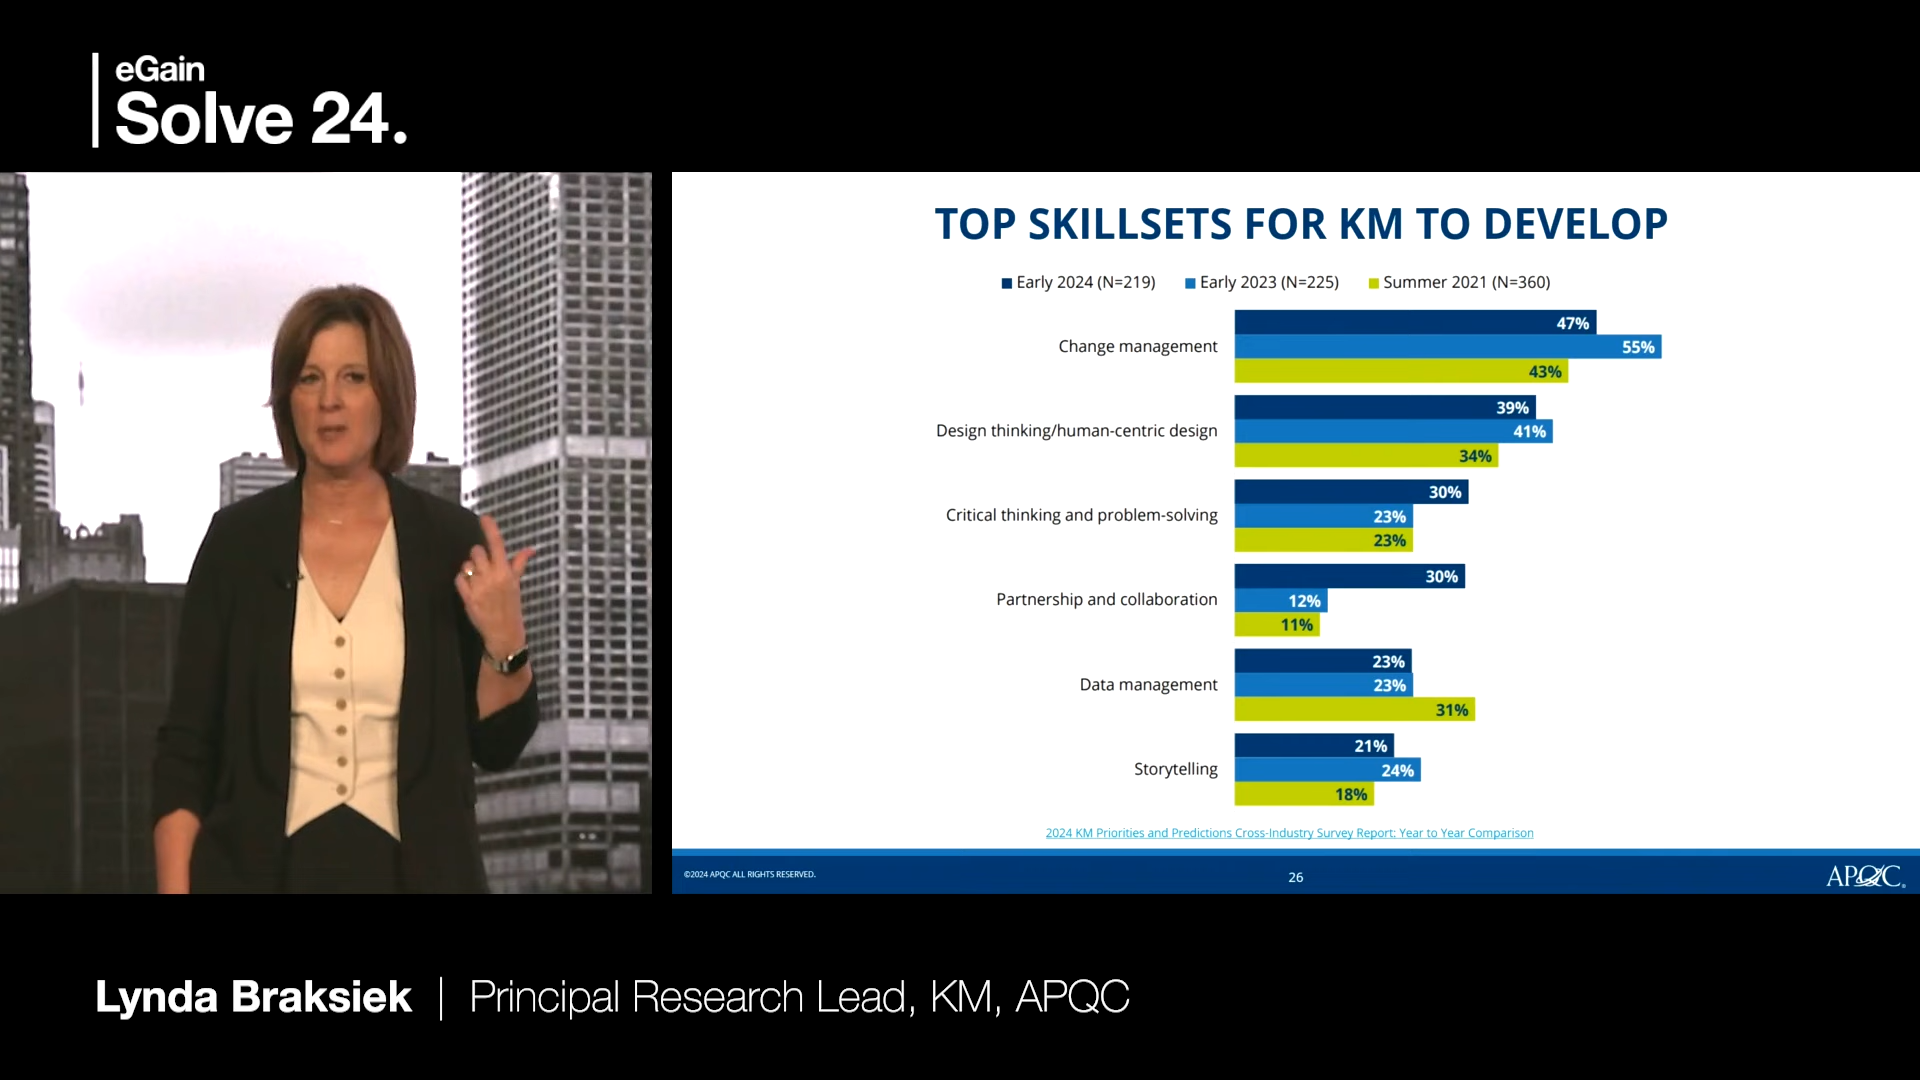 eGain
Solve 24.
TOP SKILLSETS FOR KM TO DEVELOP
Early 2024 (N=219) Early 2023 (N=225) Summer 2021 (N=360)
Change management
47%
55%
43%
Design thinking/human-centric design
39%
41%
34%
Critical thinking and problem-solving
30%
23%
23%
Partnership and collaboration
30%
12%
11%
Data management
23%
23%
31%
Storytelling
21%
24%
18%
2024 KM Priorities and Predictions Cross-Industry Survey Report: Year to Year Comparison
©2024 APQC ALL RIGHTS RESERVED.
26
APQC
Lynda Braksiek | Principal Research Lead, KM, APQC